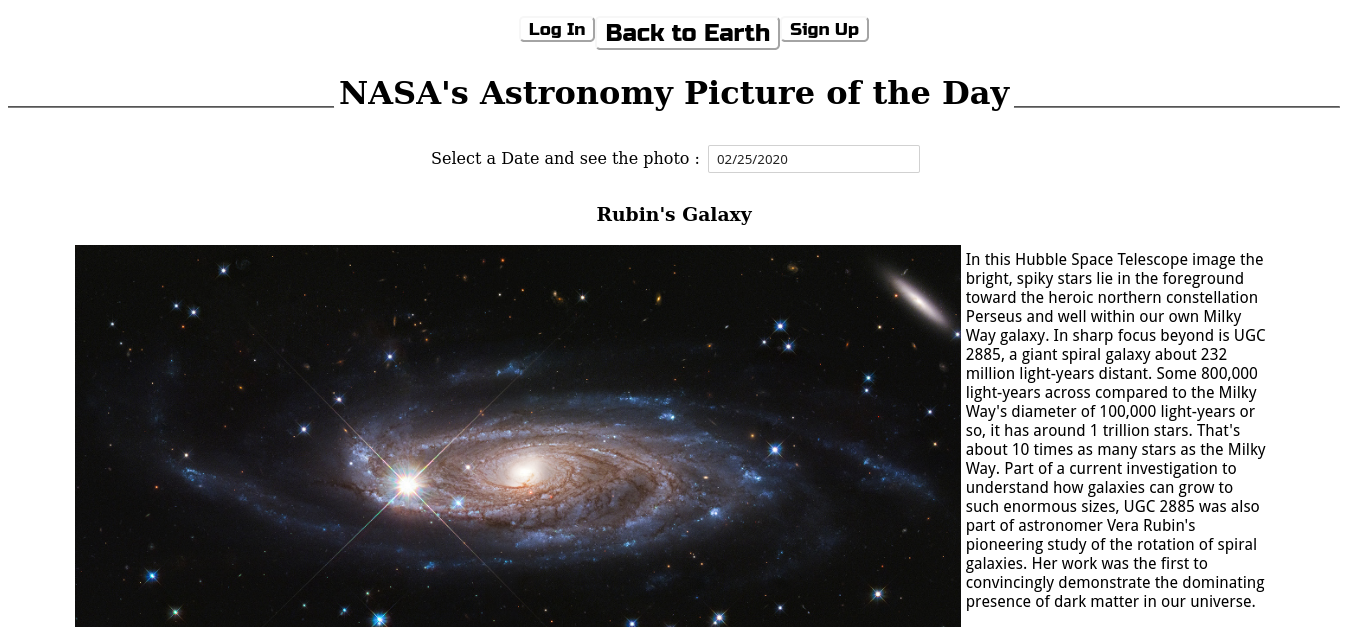 Log In Back to Earth Sign Up
NASA's Astronomy Picture of the Day
Select a Date and see the photo : 02/25/2020
Rubin's Galaxy
In this Hubble Space Telescope image the
bright, spiky stars lie in the foreground
toward the heroic northern constellation
Perseus and well within our own Milky
Way galaxy. In sharp focus beyond is UGC
2885, a giant spiral galaxy about 232
million light-years distant. Some 800,000
light-years across compared to the Milky
Way's diameter of 100,000 light-years or
so, it has around 1 trillion stars. That's
about 10 times as many stars as the Milky
Way. Part of a current investigation to
understand how galaxies can grow to
such enormous sizes, UGC 2885 was also
part of astronomer Vera Rubin's
pioneering study of the rotation of spiral
galaxies. Her work was the first to
convincingly demonstrate the dominating
presence of dark matter in our universe.